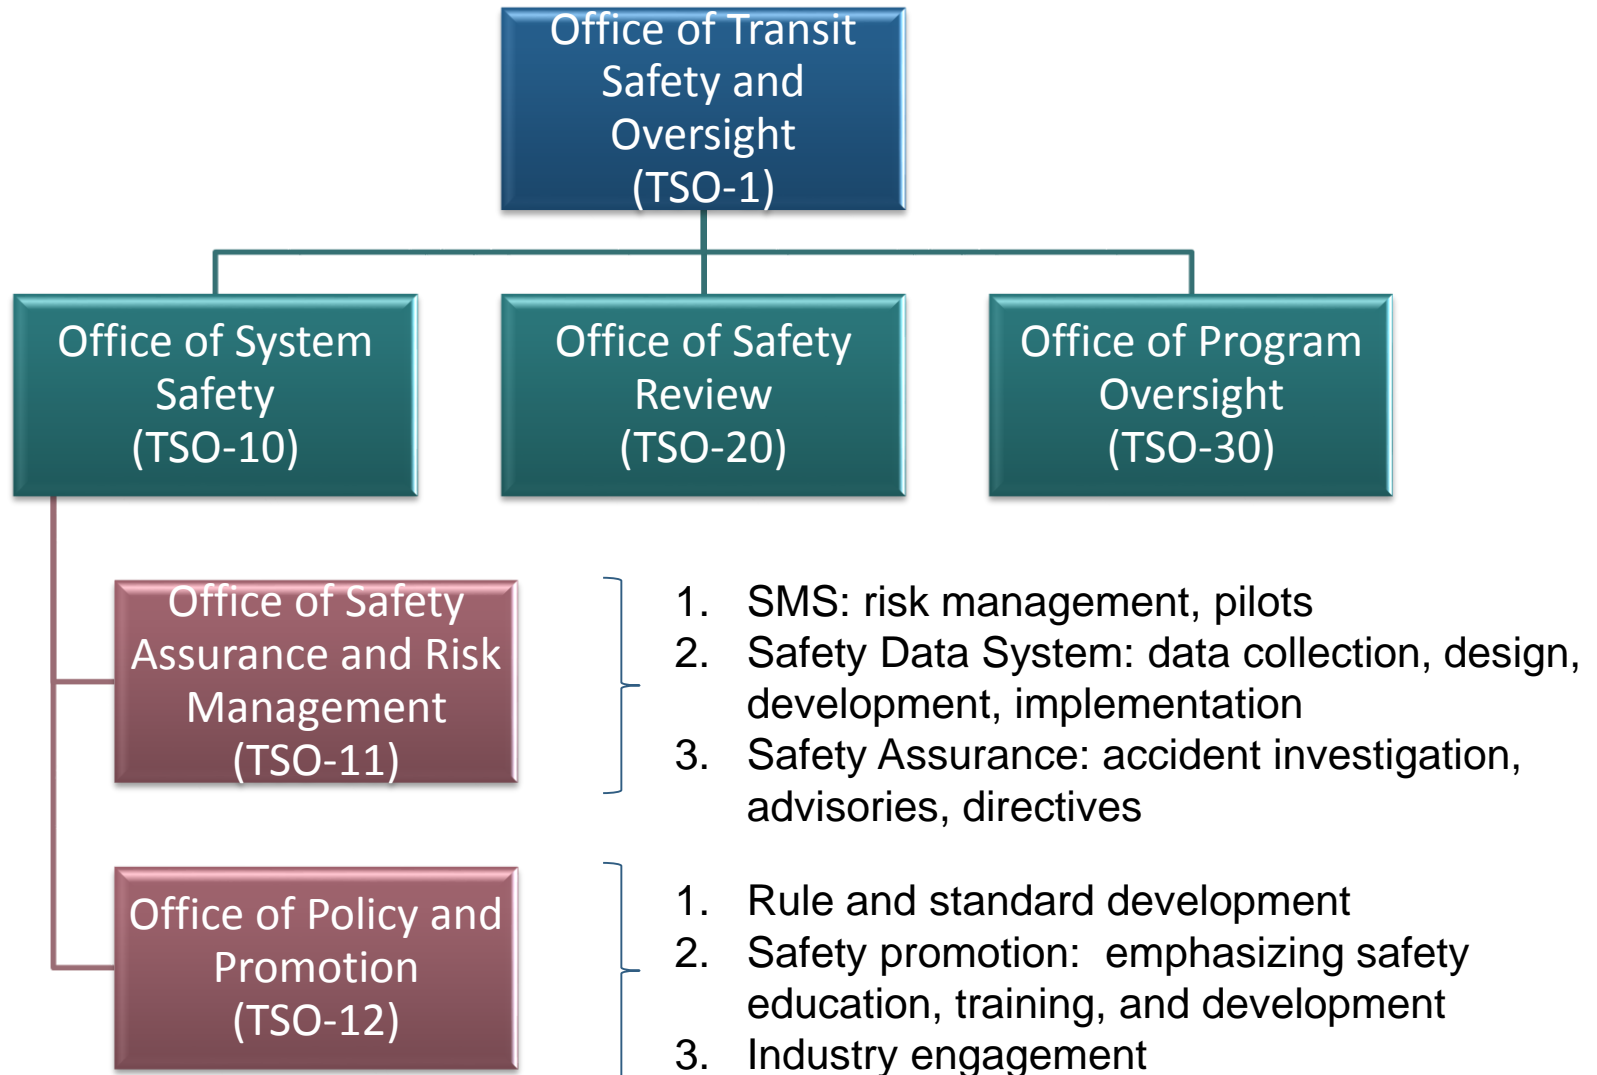 Office of Transit
Safety and
Oversight
(TSO-1)
Office of System
Safety
(TSO-10)
Office of Safety
Review
(TSO-20)
Office of Program
Oversight
(TSO-30)
Office of Safety
Assurance and Risk
Management
(TSO-11)
1. SMS: risk management, pilots
2. Safety Data System: data collection, design,
development, implementation
3. Safety Assurance: accident investigation,
advisories, directives
Office of Policy and
Promotion
(TSO-12)
1. Rule and standard development
2. Safety promotion: emphasizing safety
education, training, and development
3. Industry engagement